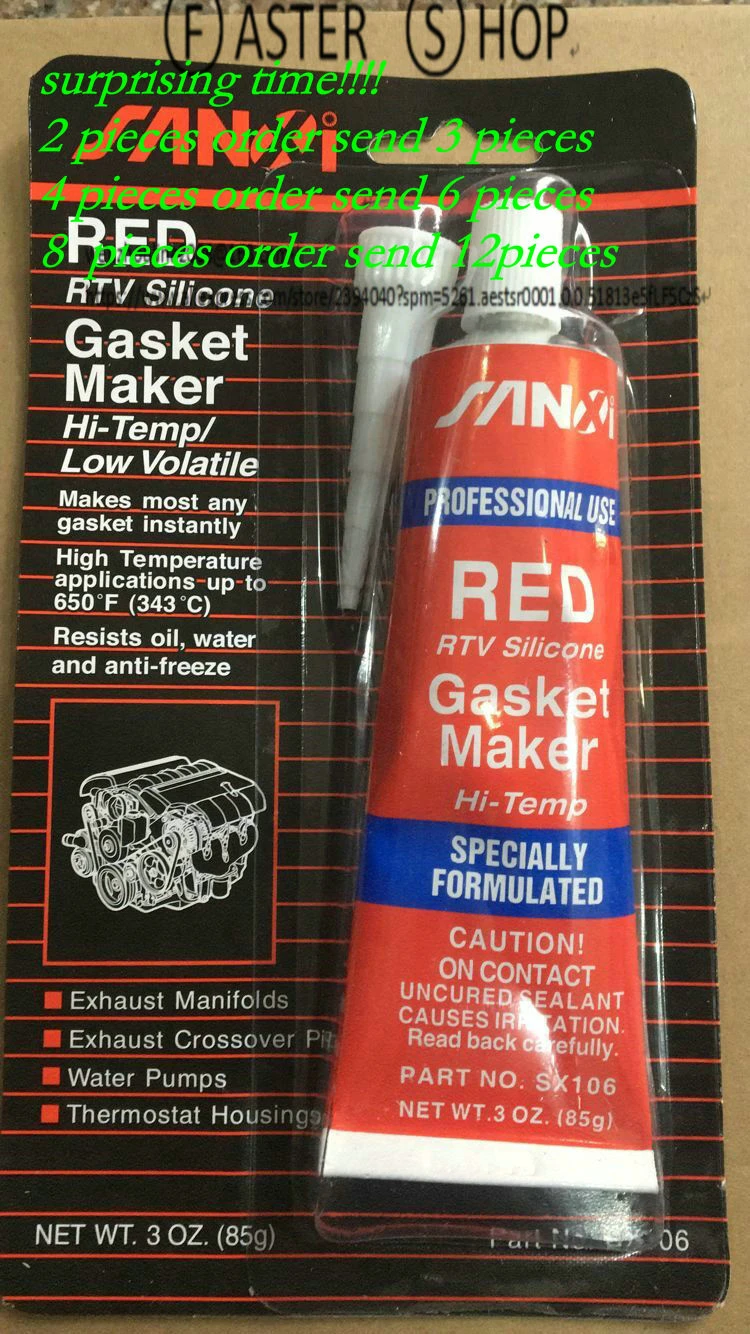 FASTER SHOP
surprising time!!!!
SANXi
2 pieces order send 3 pieces
4 pieces order send 6 pieces
RED
8 pieces order send 12pieces
RTV Silicone
Gasket
Maker
Hi-Temp/
Low Volatile
Makes most any
gasket instantly
High Temperature
applications up to
650°F (343°C)
Resists oil, water
and anti-freeze
Exhaust Manifolds
Exhaust Crossover
Water Pumps
Thermostat Housings
NET WT. 3 OZ. (85g)
SANXi
PROFESSIONAL USE
RED
RTV Silicone
Gasket
Maker
Hi-Temp
SPECIALLY
FORMULATED
CAUTION!
ON CONTACT
UNCURED SEALANT
CAUSES IRRITATION.
Read back carefully.
PART NO. SX106
NET WT.3 OZ. (85g)
Part No. 06